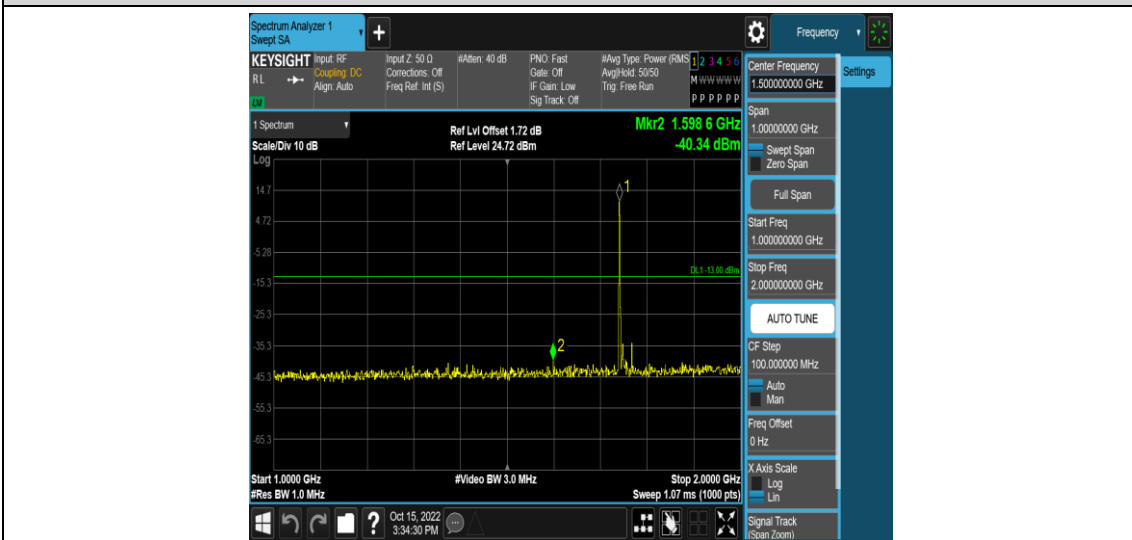 Spectrum Analyzer 1
Swept SA
+
Frequency
KEYSIGHT
RL
Input: RF
Coupling: DC
Align: Auto
Input Z: 50 Ω
Corrections: Off
Freq Ref: Int (S)
#Atten: 40 dB
PNO: Fast
Gate: Off
IF Gain: Low
Sig Track: Off
#Avg Type: Power (RMS
Avg|Hold: 50/50
Trig: Free Run
1 2 3 4 5 6
M W W W W W
P P P P P P
1 Spectrum
Scale/Div 10 dB
Log
Ref Lvl Offset 1.72 dB
Ref Level 24.72 dBm
Mkr2 1.598 6 GHz
-40.34 dBm
14.7
4.72
-5.28
-15.3
-25.3
-35.3
-45.3
-55.3
-65.3
1
DL1 -13.00 dBm
2
Start 1.0000 GHz
#Res BW 1.0 MHz
#Video BW 3.0 MHz
Stop 2.0000 GHz
Sweep 1.07 ms (1000 pts)
?
Oct 15, 2022
3:34:30 PM
Center Frequency
1.500000000 GHz
Settings
Span
1.00000000 GHz
Swept Span
Zero Span
Full Span
Start Freq
1.000000000 GHz
Stop Freq
2.000000000 GHz
AUTO TUNE
CF Step
100.000000 MHz
Auto
Man
Freq Offset
0 Hz
X Axis Scale
Log
Lin
Signal Track
(Span Zoom)